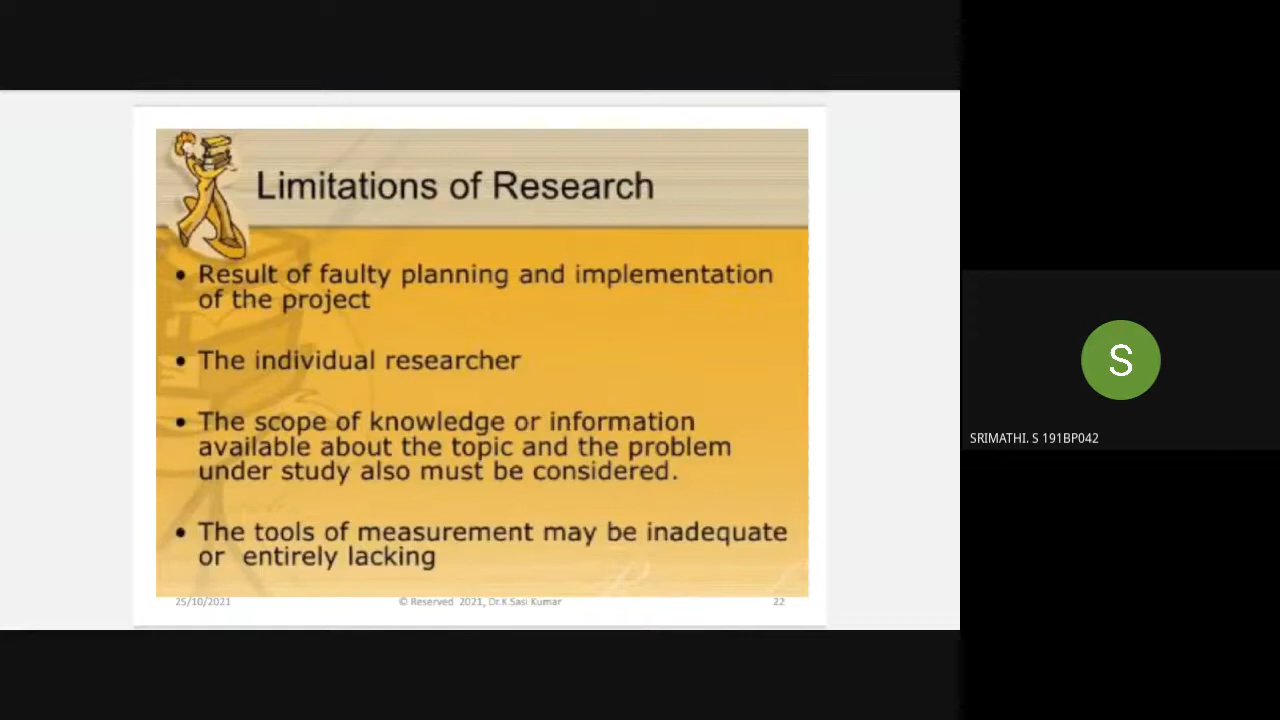 Limitations of Research
• Result of faulty planning and implementation
of the project
• The individual researcher
• The scope of knowledge or information
available about the topic and the problem
under study also must be considered.
• The tools of measurement may be inadequate
or entirely lacking
25/10/2021 © Reserved 2021, Dr.K.Sasi Kumar 22
S
SRIMATHI. S 191BP042